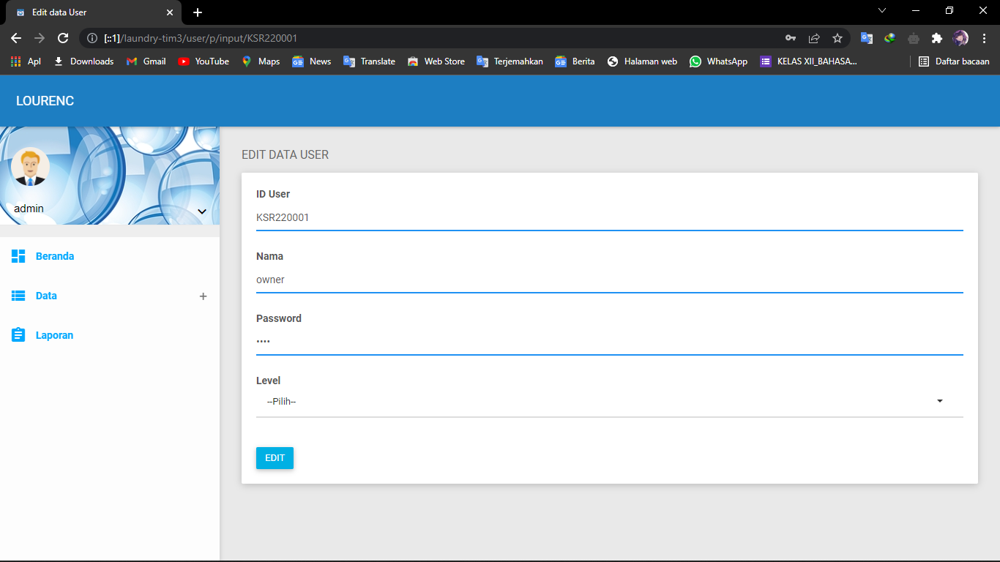 Edit data User
[::1]/laundry-tim3/user/p/input/KSR220001
Apl Downloads Gmail YouTube Maps News Translate Web Store Terjemahkan Berita Halaman web WhatsApp KELAS XII_BAHASA... Daftar bacaan
LOURENC
admin
Beranda
Data +
Laporan
EDIT DATA USER
ID User
KSR220001
Nama
owner
Password
••••
Level
--Pilih--
EDIT